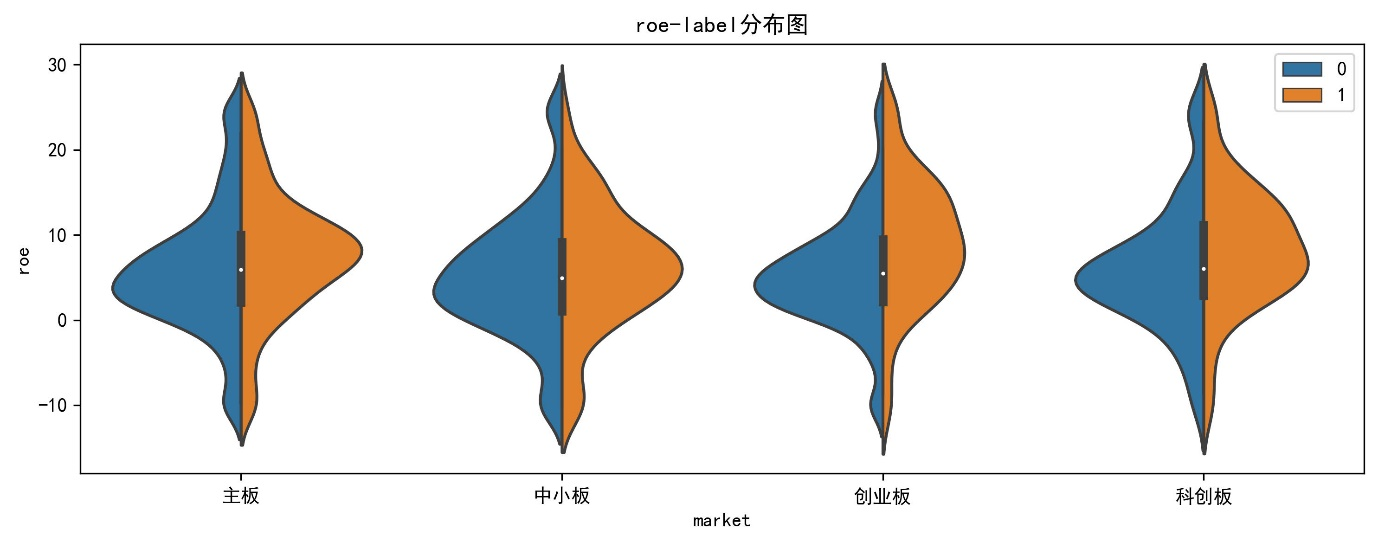 roe-label分布图
30
20
10
0
−10
roe
0
1
主板
中小板
创业板
科创板
market